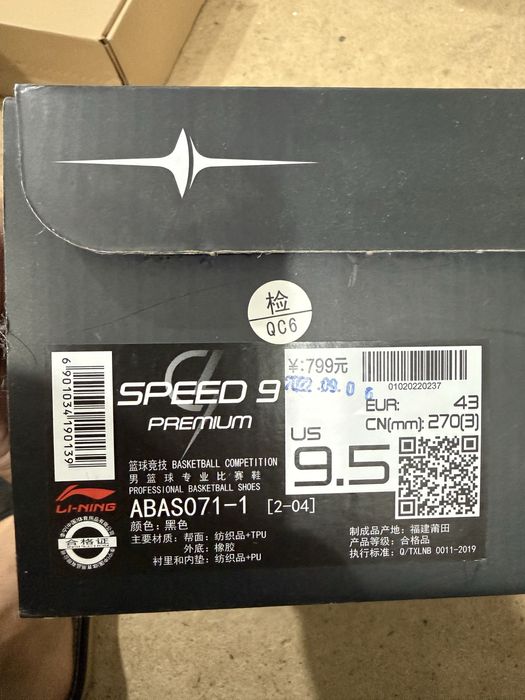 检
QC6
6901034190139
SPEED 9
PREMIUM
¥:799元
2022.09.06
01020220237
EUR: 43
CN(mm): 270(3)
US
9.5
篮球竞技 BASKETBALL COMPETITION
男篮球专业比赛鞋
PROFESSIONAL BASKETBALL SHOES
LI-NING
ABAS071-1 [2-04]
颜色: 黑色
主要材质: 帮面: 纺织品+TPU
外底: 橡胶
衬里和内垫: 纺织品+PU
合格证
制成品产地: 福建莆田
产品等级: 合格品
执行标准: Q/TXLNB 0011-2019